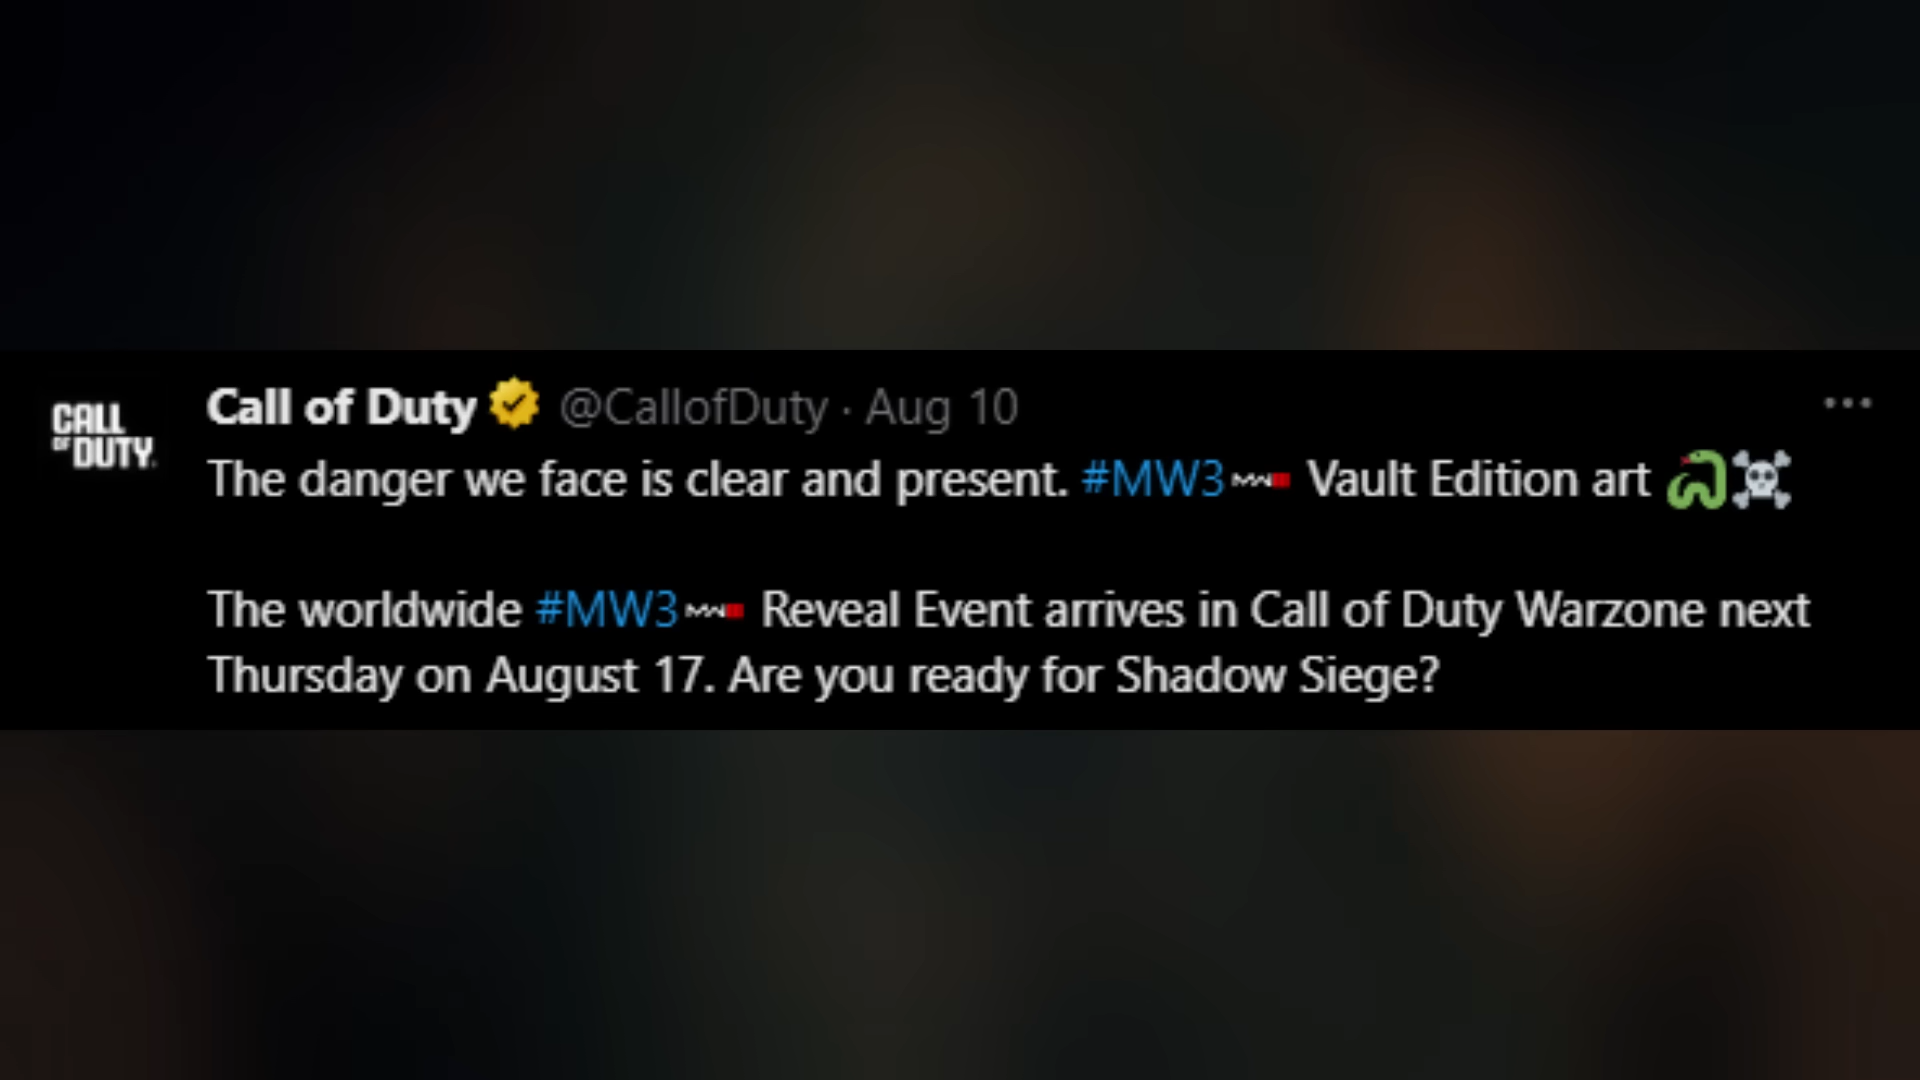 CALL
OF DUTY.
Call of Duty @CallofDuty · Aug 10
The danger we face is clear and present. #MW3 Vault Edition art 🐍☠️
The worldwide #MW3 Reveal Event arrives in Call of Duty Warzone next
Thursday on August 17. Are you ready for Shadow Siege?